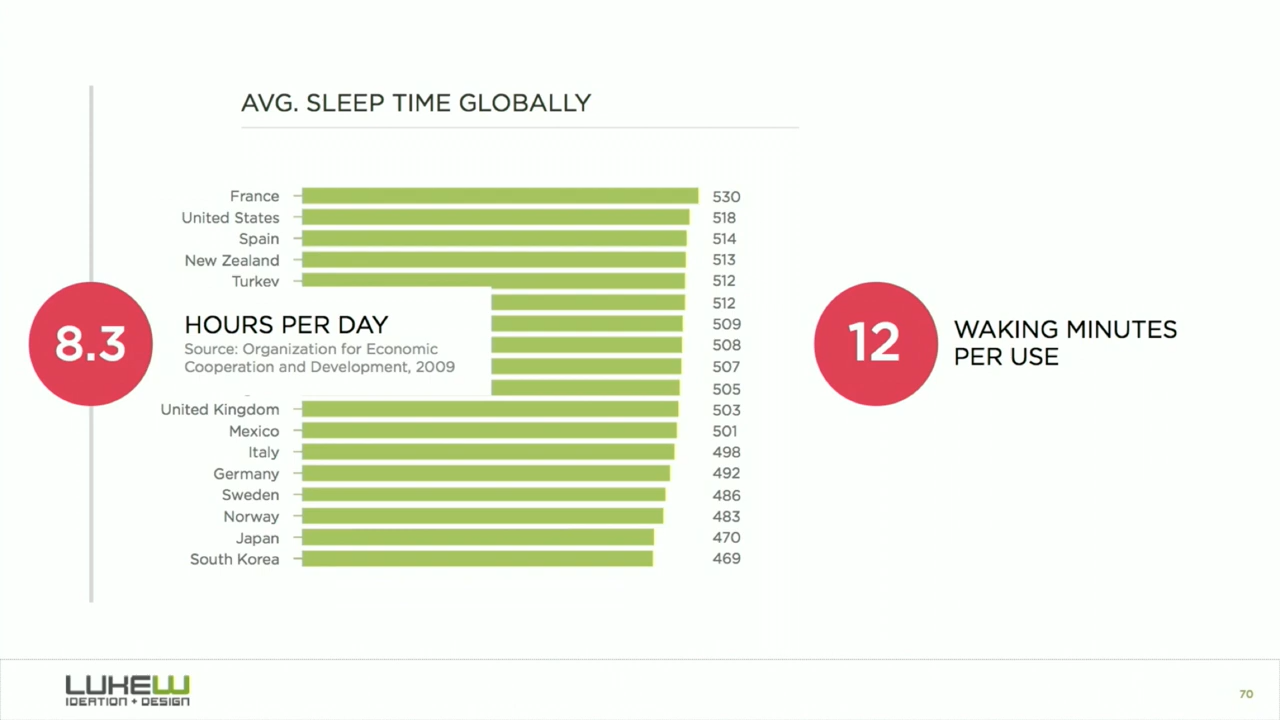 AVG. SLEEP TIME GLOBALLY
France 530
United States 518
Spain 514
New Zealand 513
Turkev 512
512
509
508
507
505
United Kingdom 503
Mexico 501
Italy 498
Germany 492
Sweden 486
Norway 483
Japan 470
South Korea 469
8.3
HOURS PER DAY
Source: Organization for Economic
Cooperation and Development, 2009
12
WAKING MINUTES
PER USE
LUKEW
IDEATION + DESIGN
70